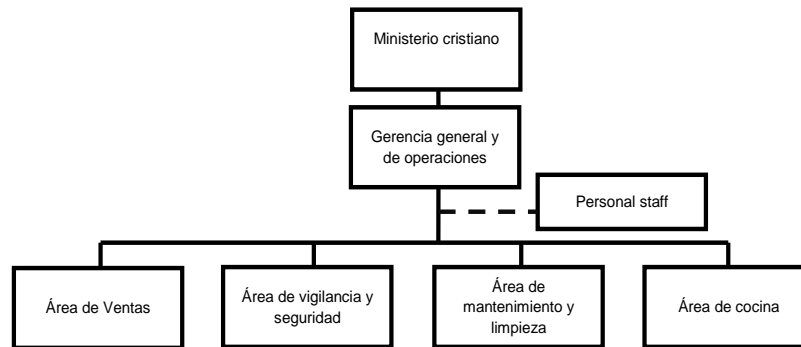 Ministerio cristiano
Gerencia general y
de operaciones
Personal staff
Área de Ventas
Área de vigilancia y
seguridad
Área de
mantenimiento y
limpieza
Área de cocina